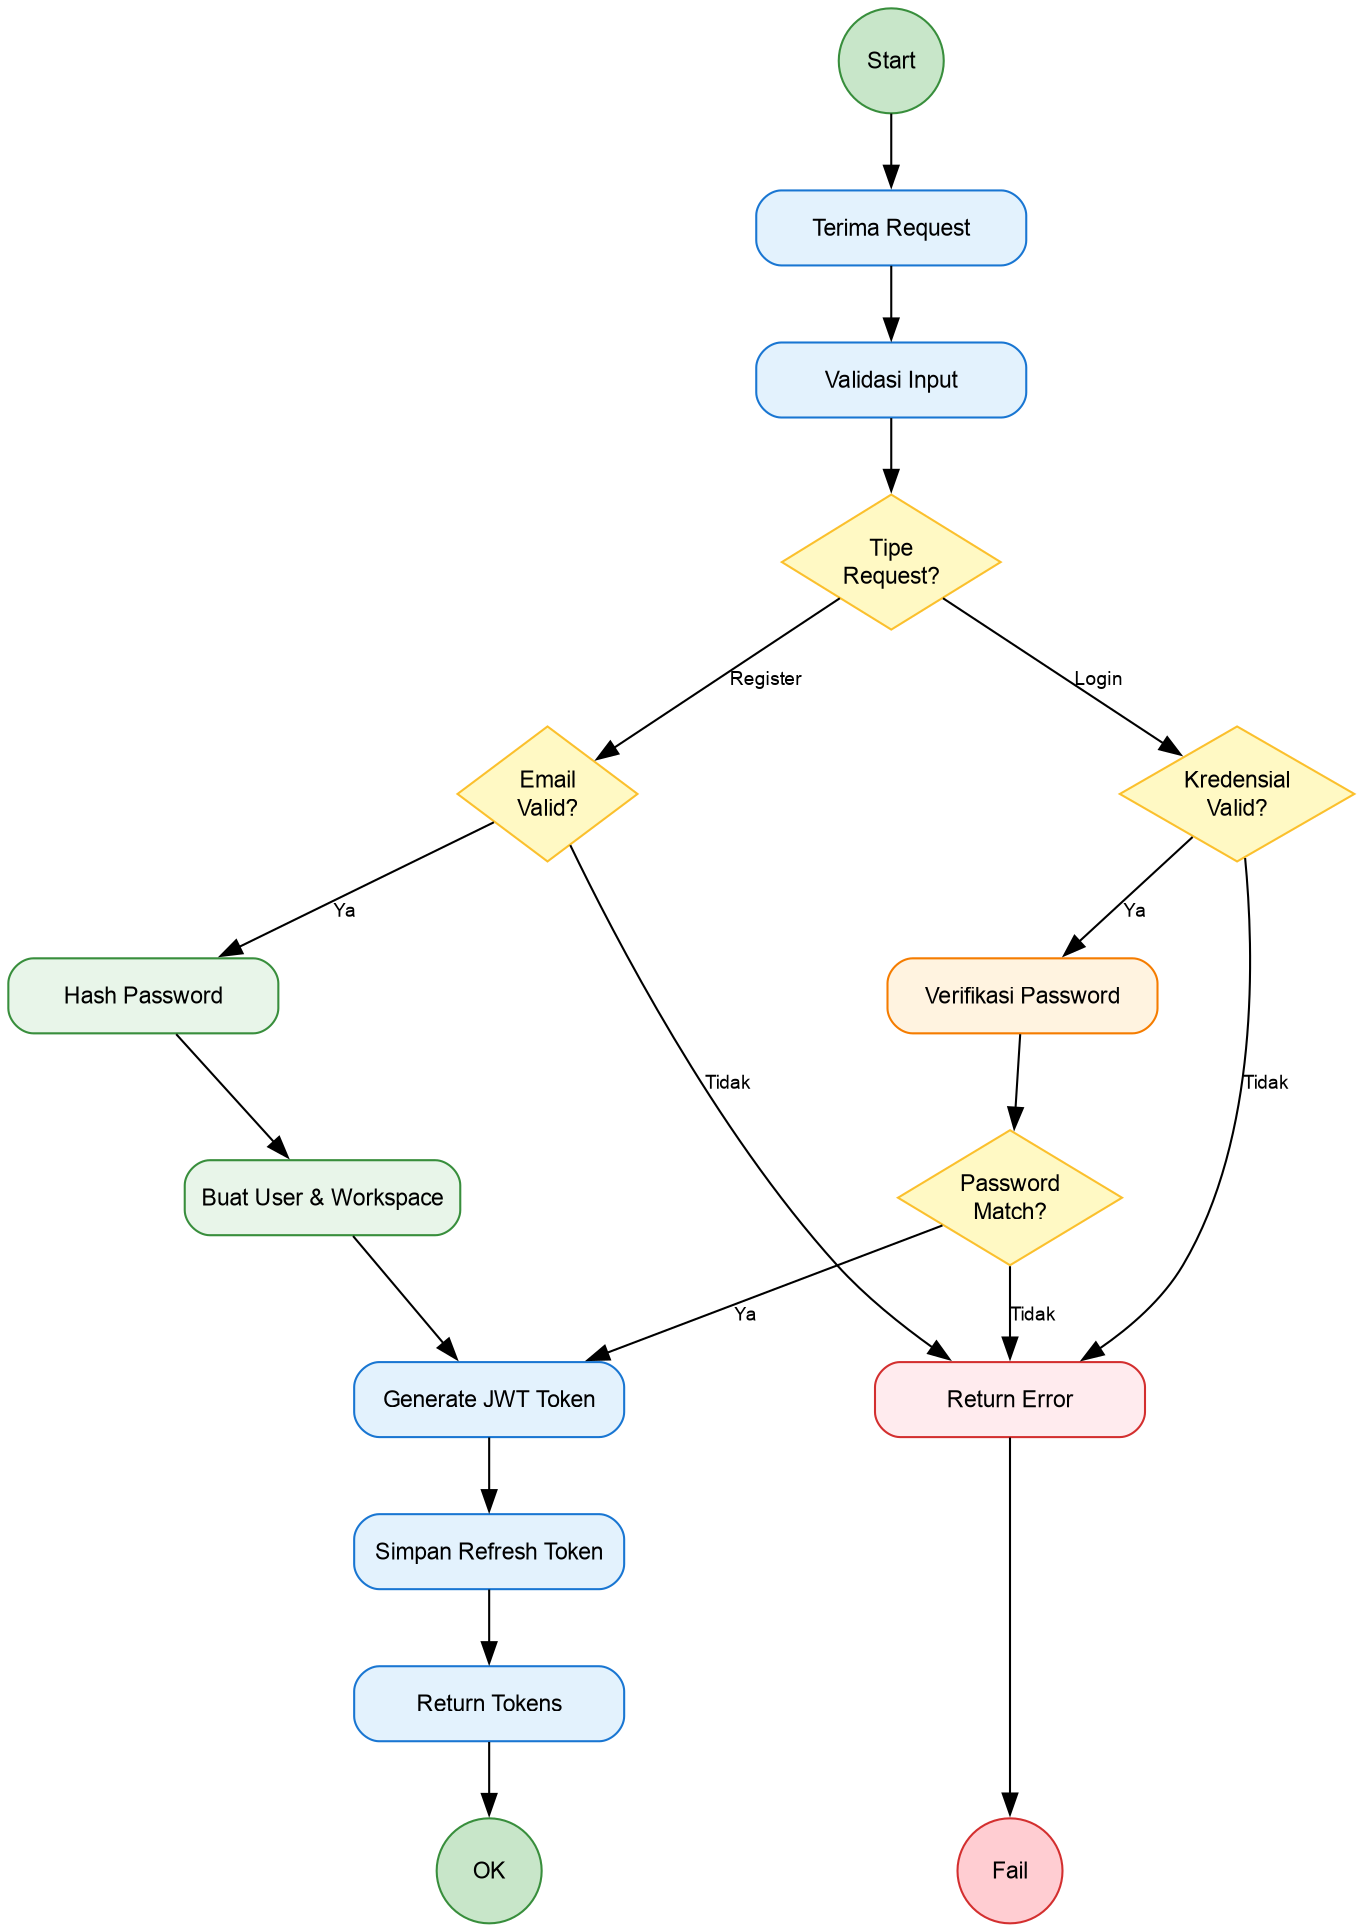 Start
Terima Request
Validasi Input
Tipe
Request?
Register
Login
Email
Valid?
Kredensial
Valid?
Ya
Ya
Hash Password
Verifikasi Password
Tidak
Tidak
Buat User & Workspace
Password
Match?
Ya
Tidak
Generate JWT Token
Return Error
Simpan Refresh Token
Return Tokens
OK
Fail